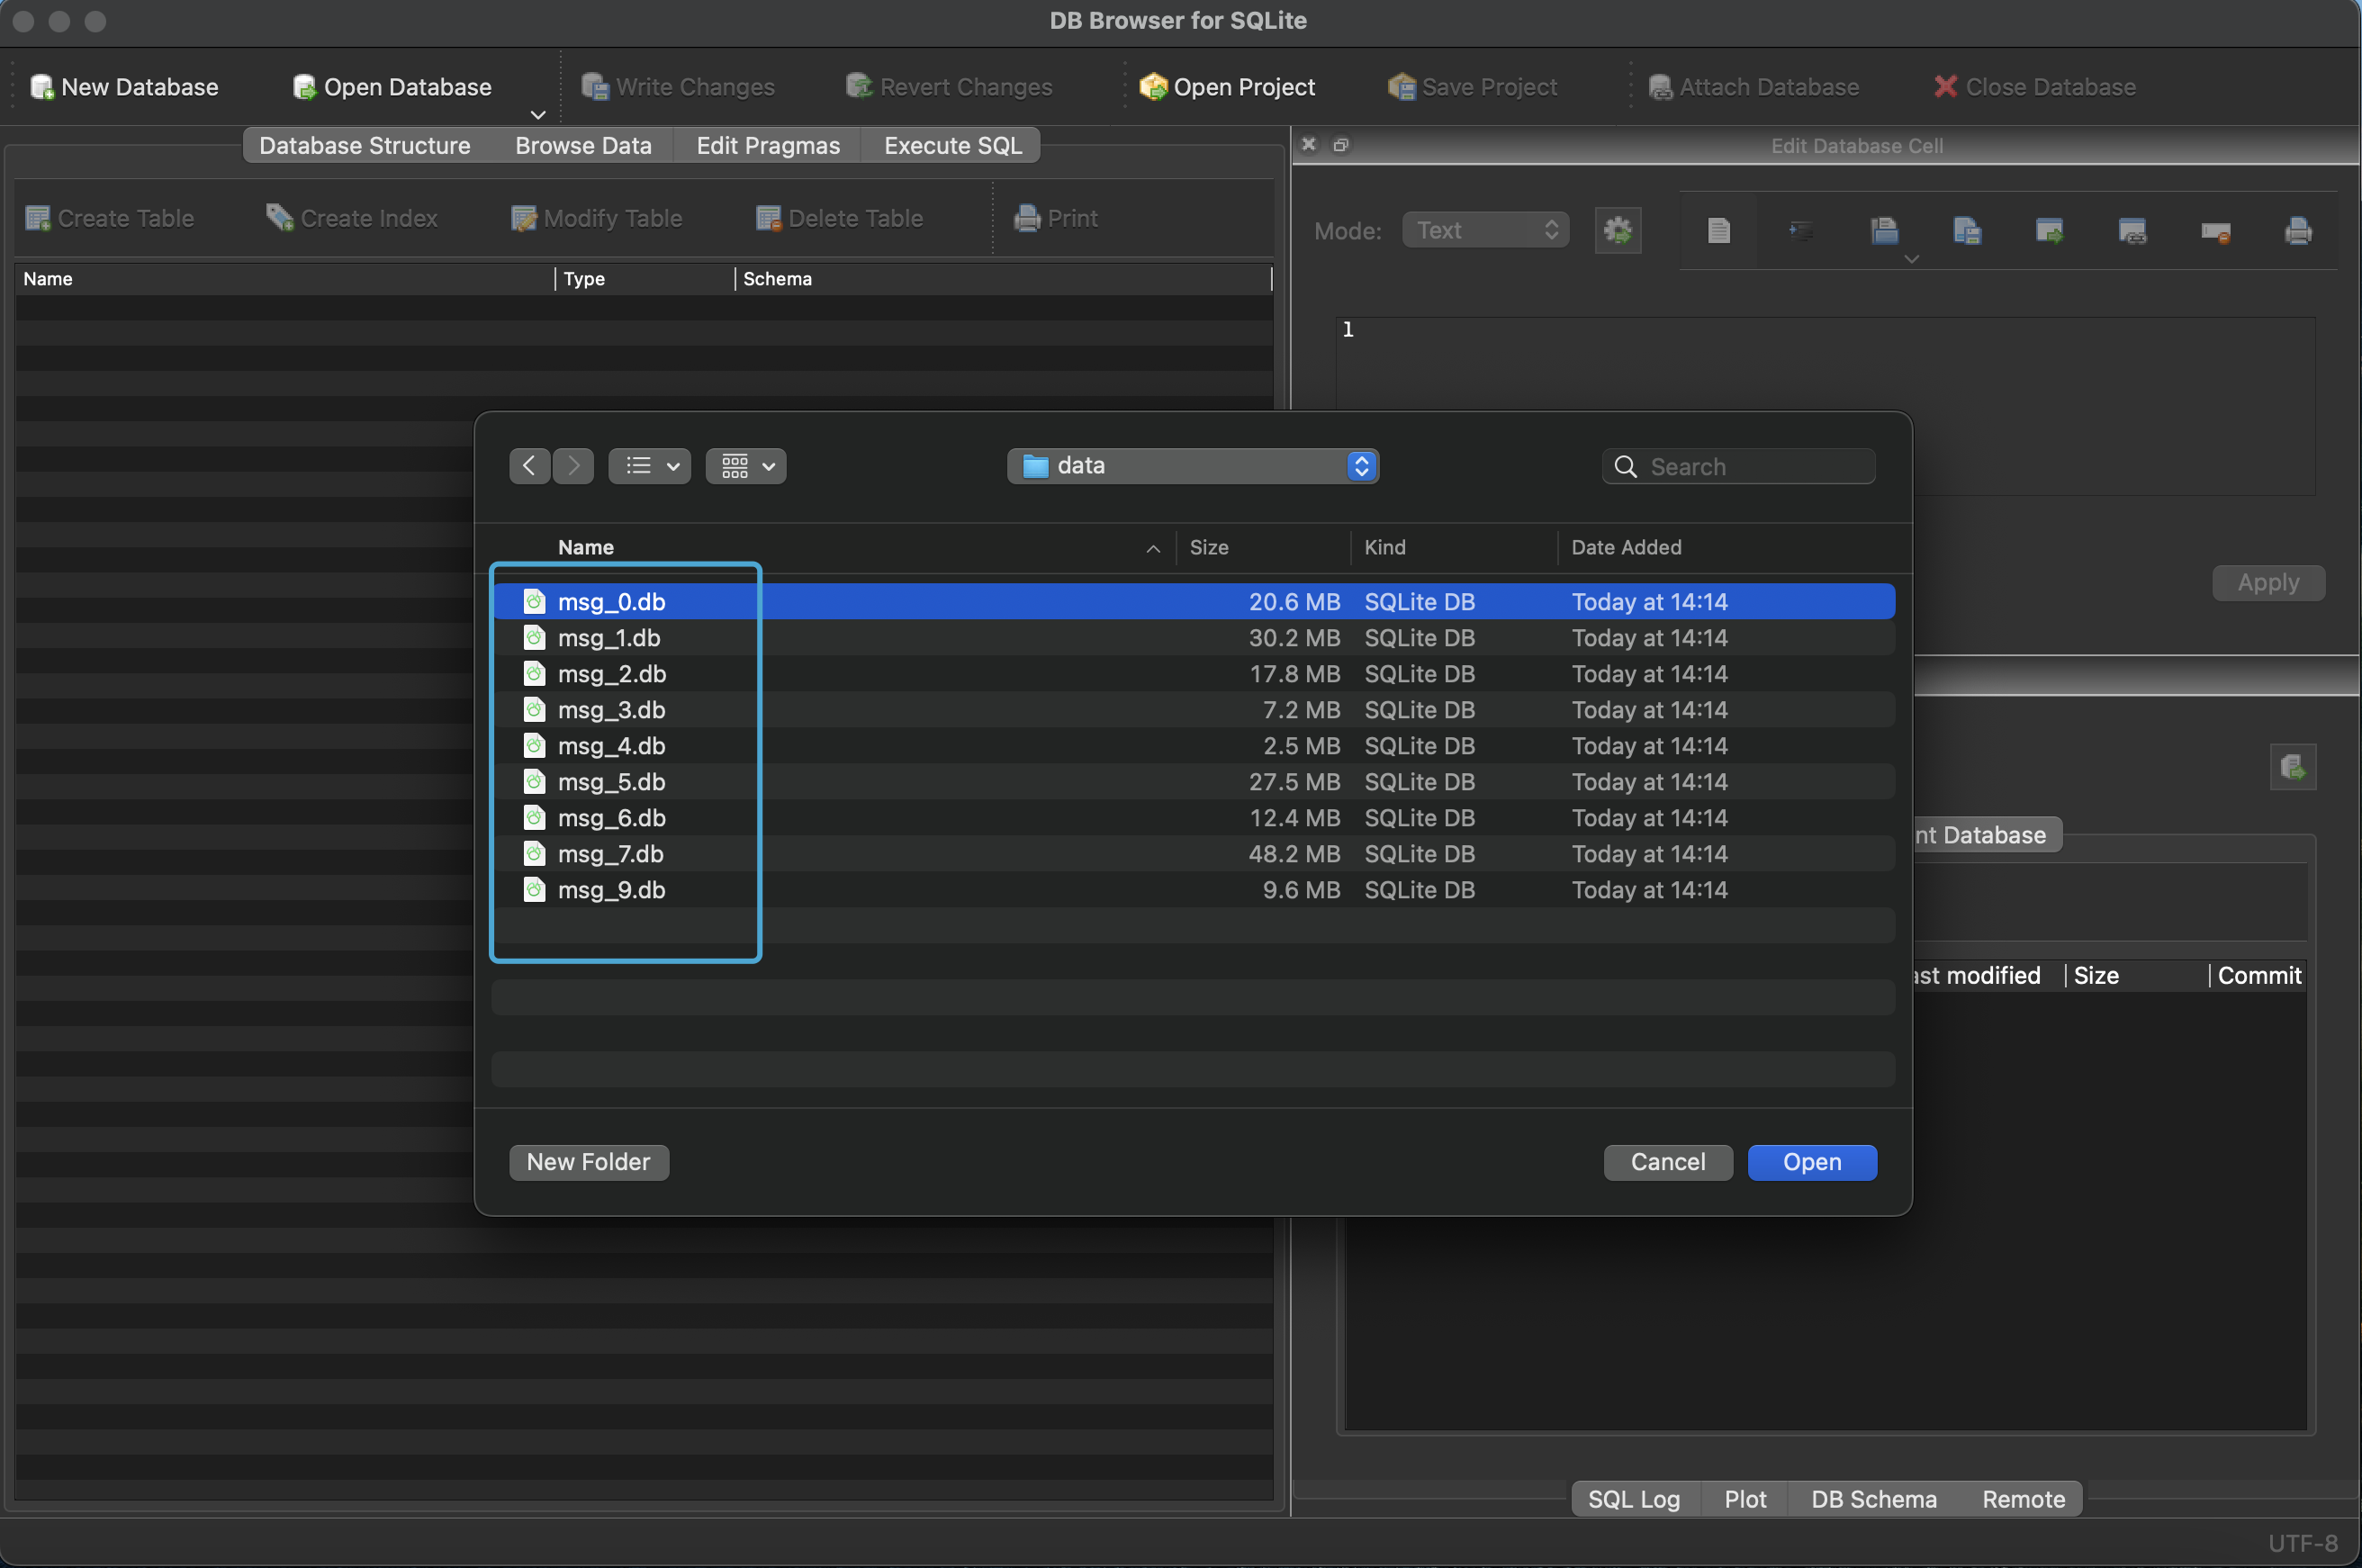 DB Browser for SQLite
New Database Open Database Write Changes Revert Changes Open Project Save Project Attach Database Close Database
Database Structure Browse Data Edit Pragmas Execute SQL
Edit Database Cell
Create Table Create Index Modify Table Delete Table Print
Mode: Text
Name Type Schema
1
data
Search
Name Size Kind Date Added
msg_0.db 20.6 MB SQLite DB Today at 14:14
msg_1.db 30.2 MB SQLite DB Today at 14:14
msg_2.db 17.8 MB SQLite DB Today at 14:14
msg_3.db 7.2 MB SQLite DB Today at 14:14
msg_4.db 2.5 MB SQLite DB Today at 14:14
msg_5.db 27.5 MB SQLite DB Today at 14:14
msg_6.db 12.4 MB SQLite DB Today at 14:14
msg_7.db 48.2 MB SQLite DB Today at 14:14
msg_9.db 9.6 MB SQLite DB Today at 14:14
New Folder Cancel Open
Apply
nt Database
ast modified Size Commit
SQL Log Plot DB Schema Remote
UTF-8